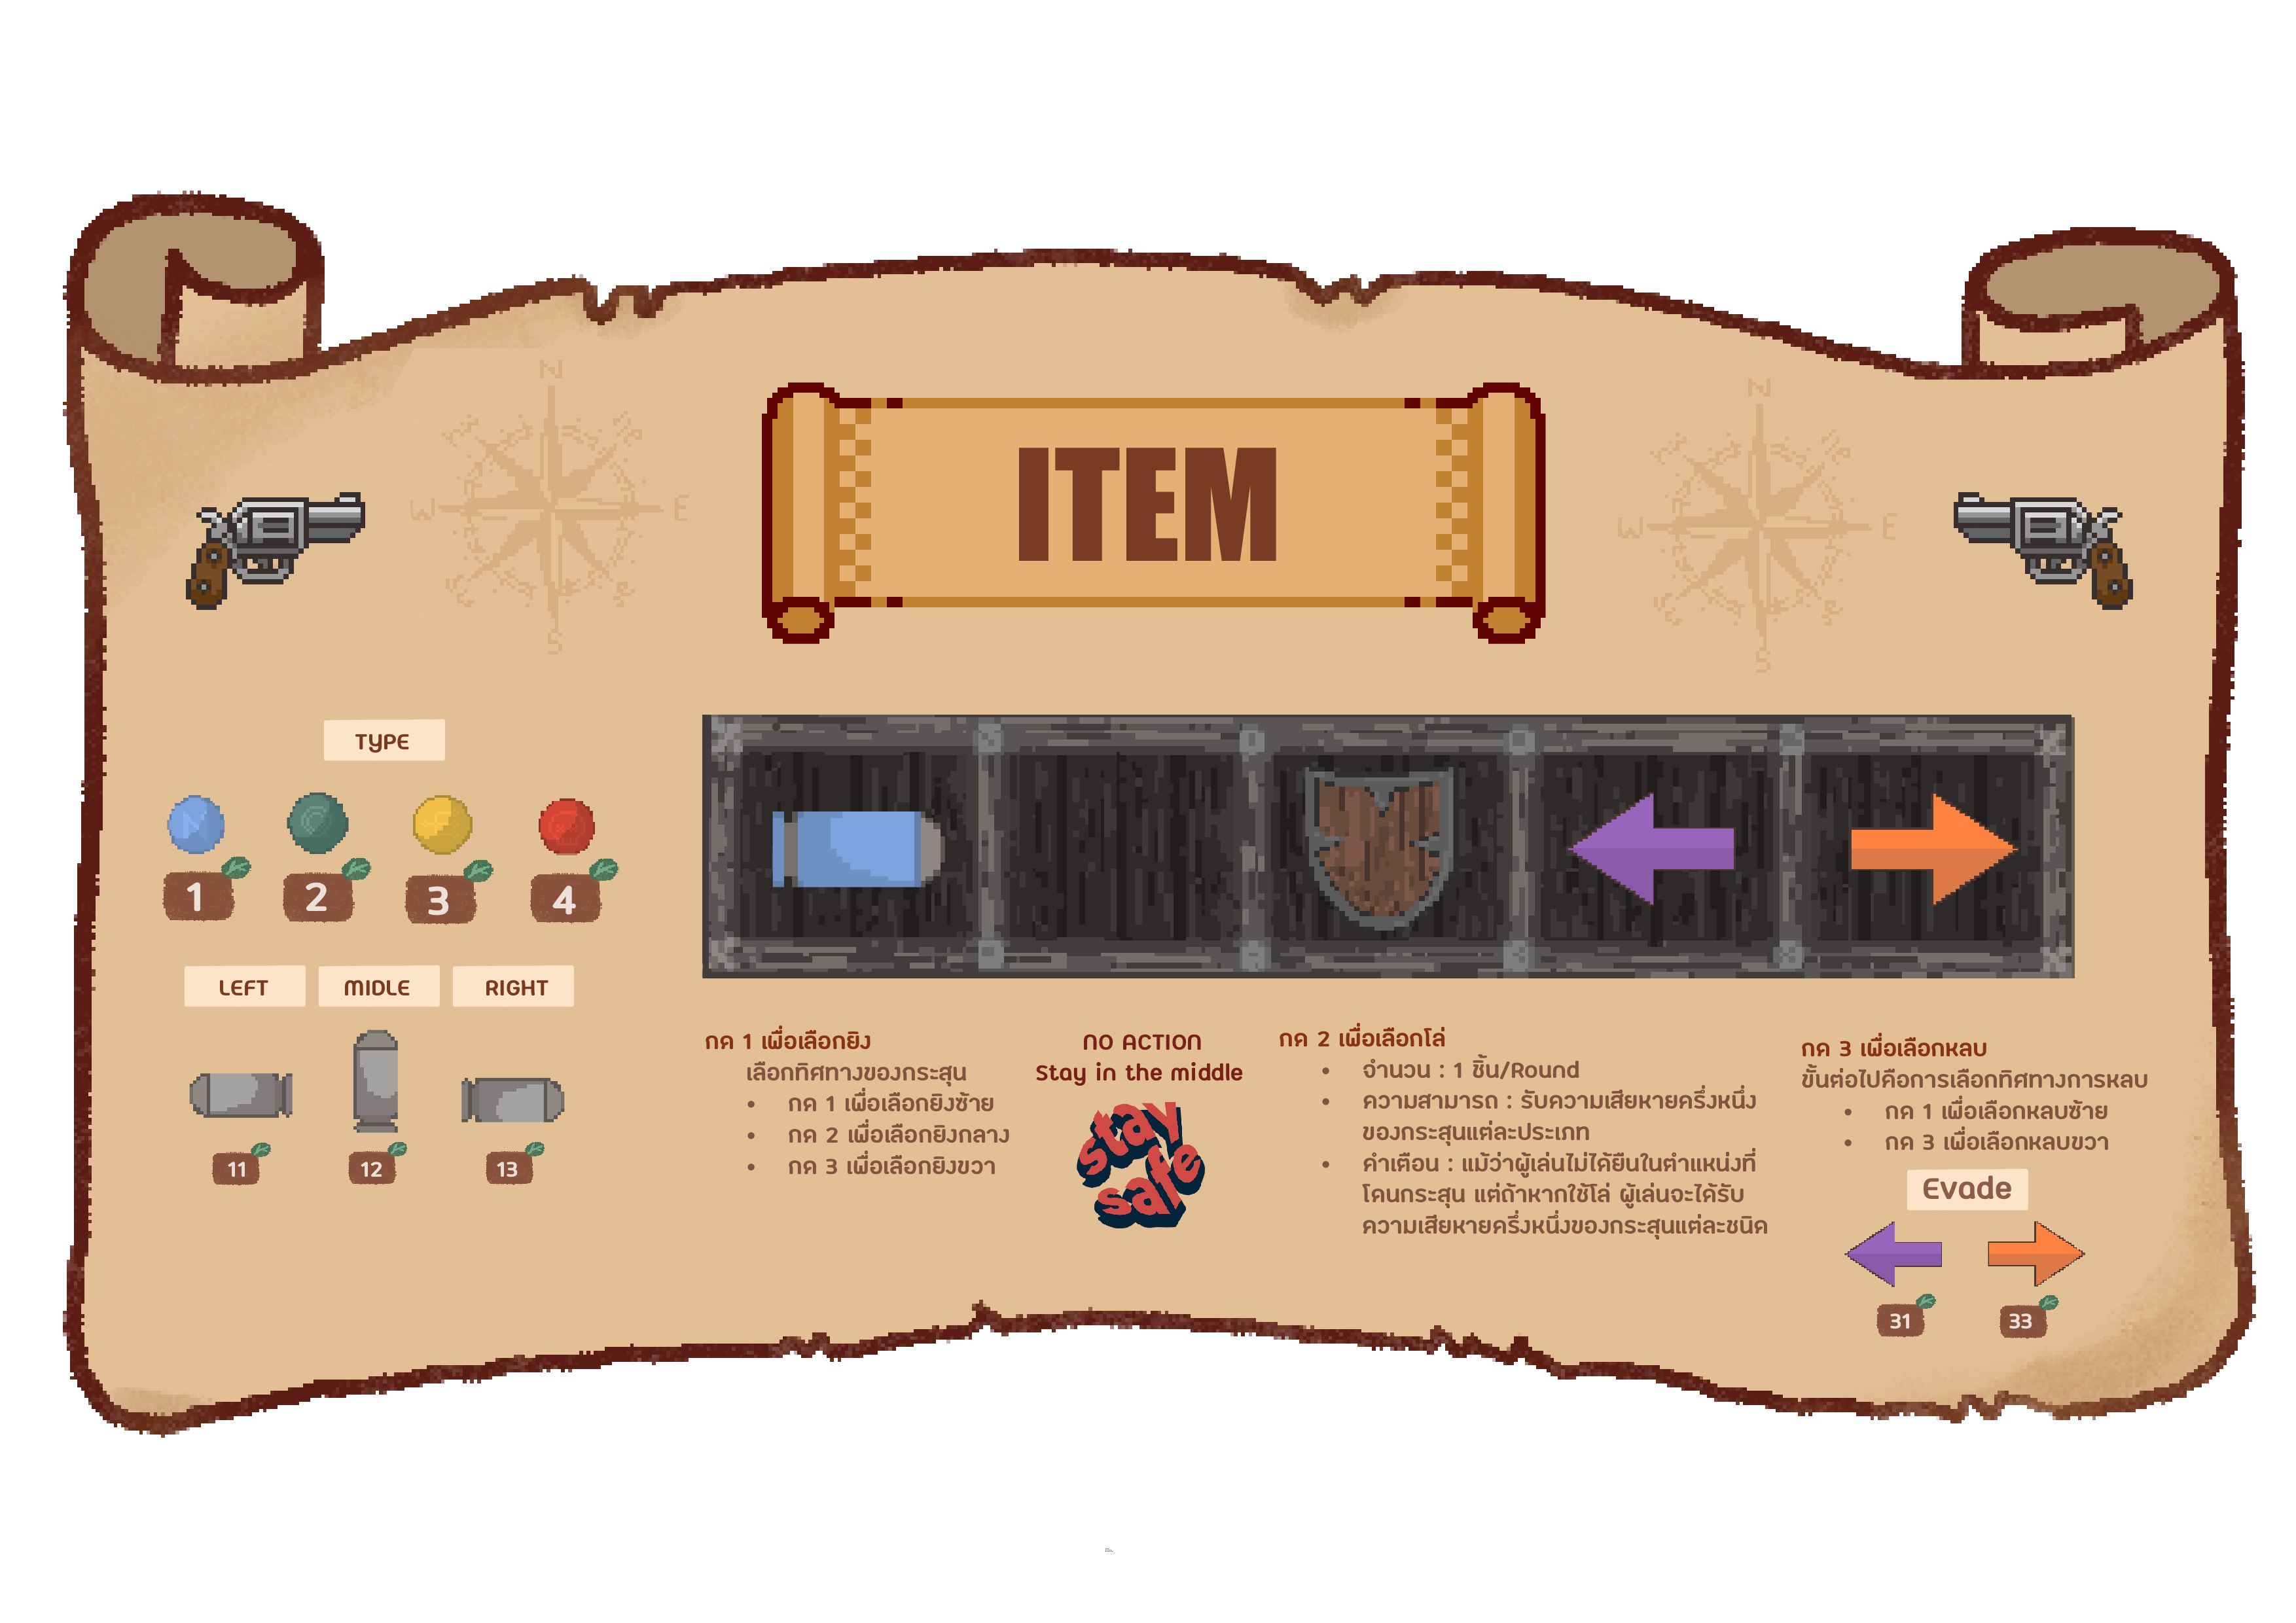 N
N
W
E
W
E
S
S
ITEM
TYPE
1
2
3
4
LEFT
MIDLE
RIGHT
11
12
13
กด 1 เพื่อเลือกยิง
เลือกทิศทางของกระสุน
• กด 1 เพื่อเลือกยิงซ้าย
• กด 2 เพื่อเลือกยิงกลาง
• กด 3 เพื่อเลือกยิงขวา
NO ACTION
Stay in the middle
stay
safe
กด 2 เพื่อเลือกโล่
• จำนวน : 1 ชิ้น/Round
• ความสามารถ : รับความเสียหายครึ่งหนึ่ง
ของกระสุนแต่ละประเภท
• คำเตือน : แม้ว่าผู้เล่นไม่ได้ยืนในตำแหน่งที่
โดนกระสุน แต่ถ้าหากใช้โล่ ผู้เล่นจะได้รับ
ความเสียหายครึ่งหนึ่งของกระสุนแต่ละชนิด
กด 3 เพื่อเลือกหลบ
ขั้นต่อไปคือการเลือกทิศทางการหลบ
• กด 1 เพื่อเลือกหลบซ้าย
• กด 3 เพื่อเลือกหลบขวา
Evade
31
33